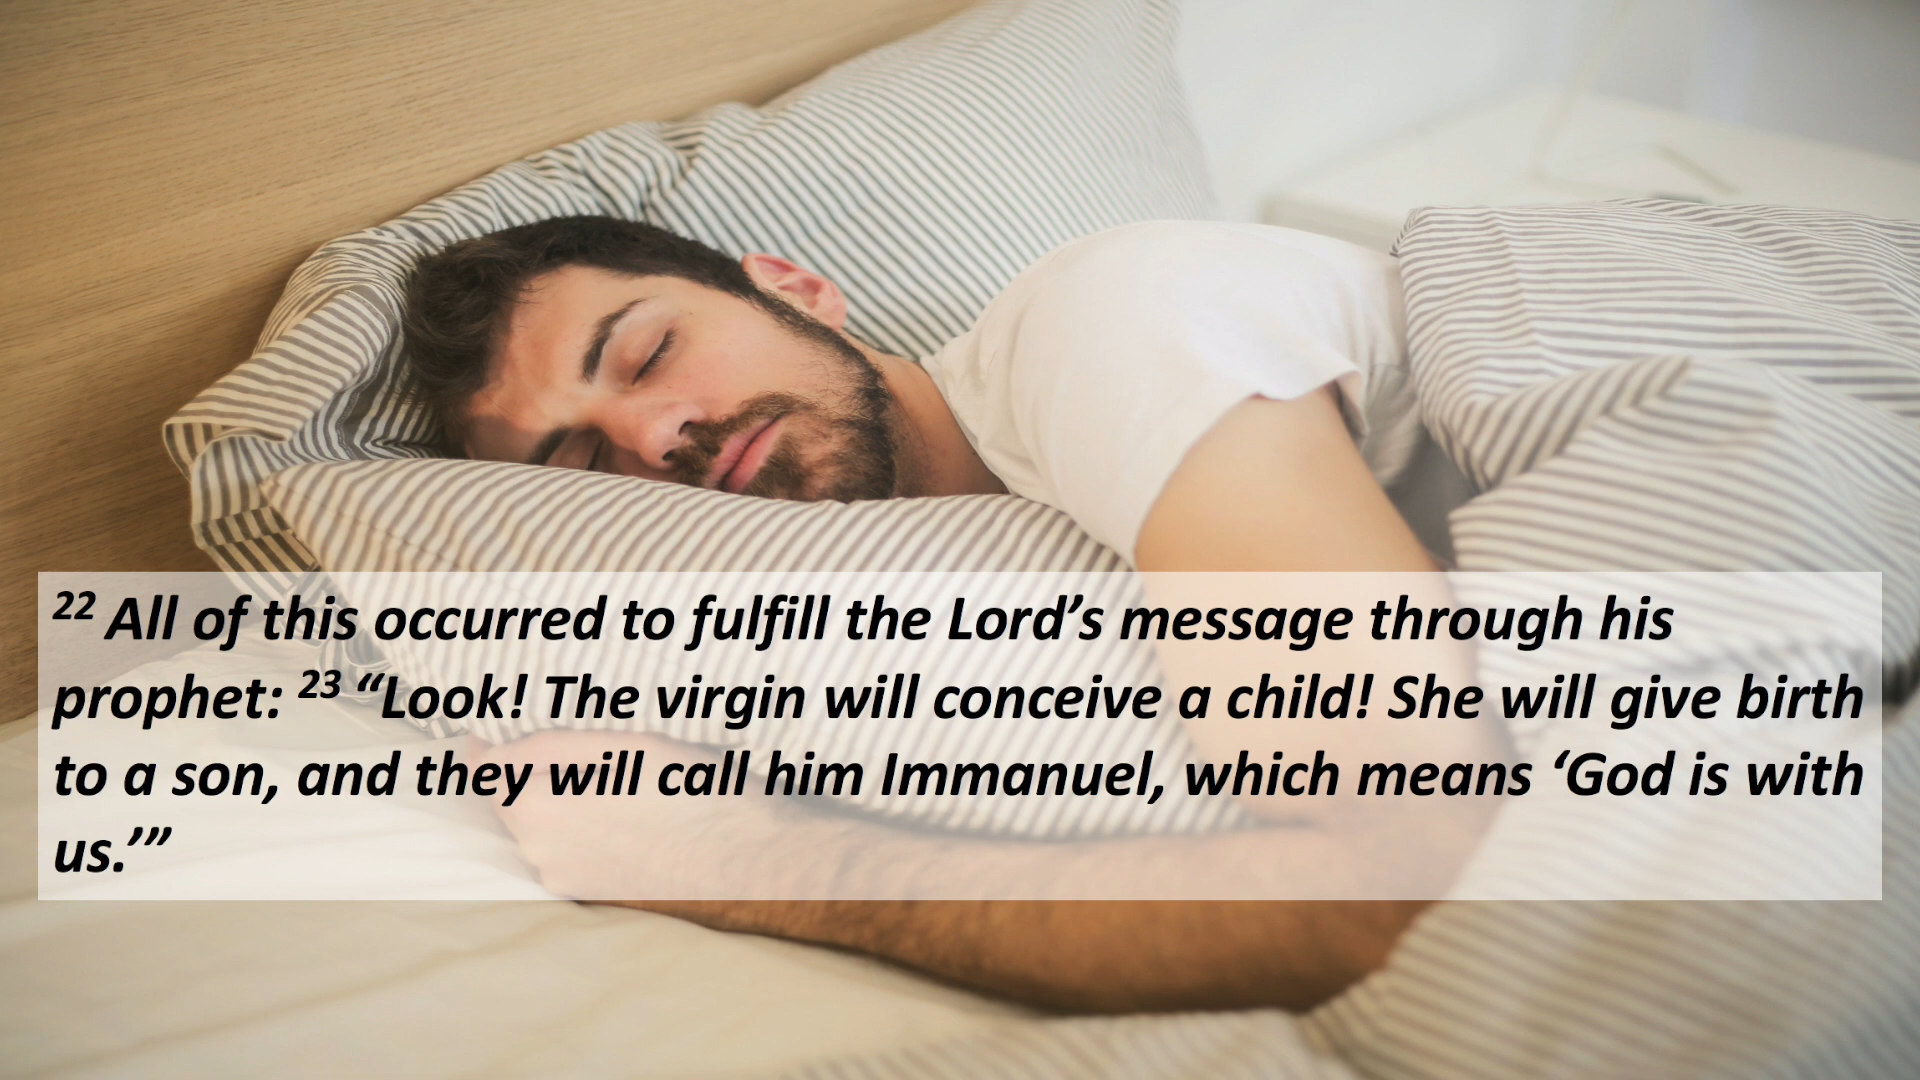 22 All of this occurred to fulfill the Lord’s message through his
prophet: 23 “Look! The virgin will conceive a child! She will give birth
to a son, and they will call him Immanuel, which means ‘God is with
us.’”